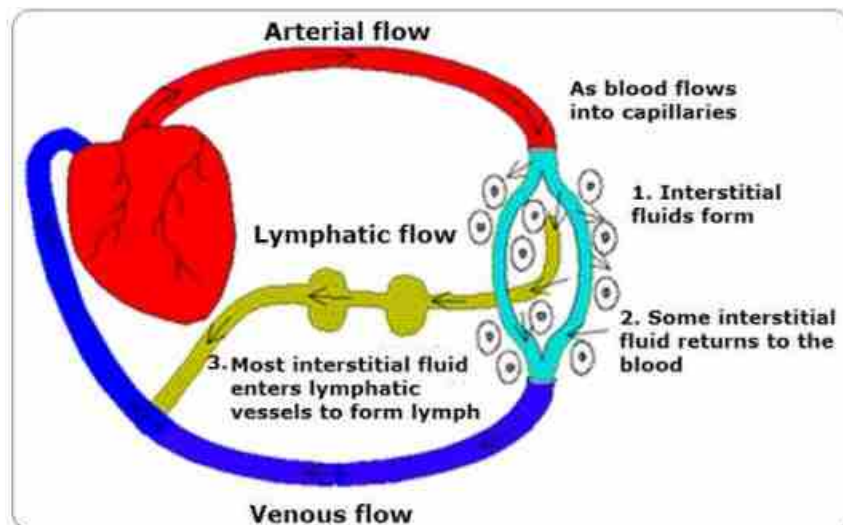 Arterial flow
As blood flows
into capillaries
1. Interstitial
fluids form
Lymphatic flow
2. Some interstitial
fluid returns to the
blood
3. Most interstitial fluid
enters lymphatic
vessels to form lymph
Venous flow